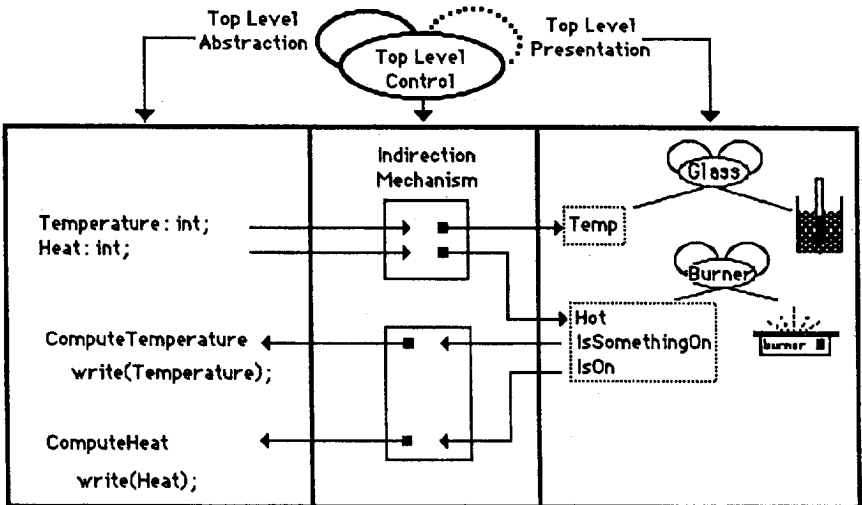 Top Level
Abstraction
Top Level
Control
Top Level
Presentation
Indirection
Mechanism
Temperature: int;
Heat: int;
ComputeTemperature
write(Temperature);
ComputeHeat
write(Heat);
Glass
Temp
Burner
Hot
IsSomethingOn
IsOn
burner